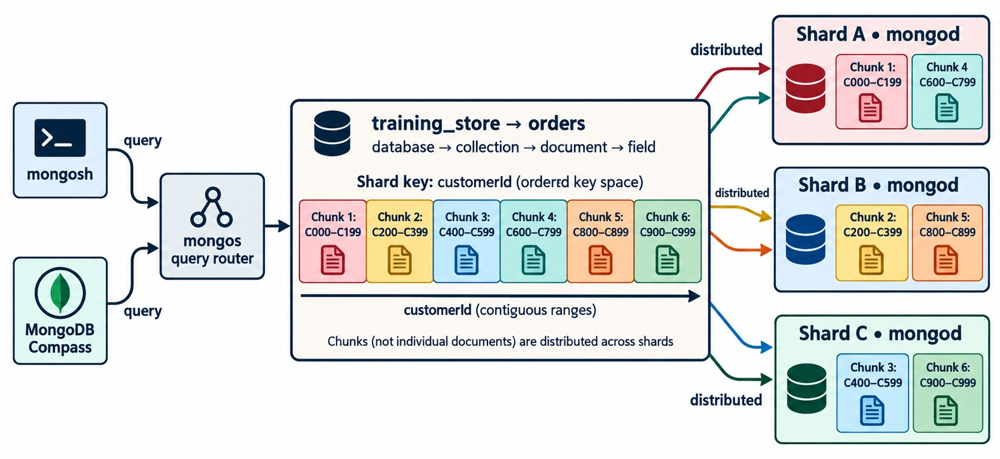 mongosh
query
MongoDB
Compass
query
mongos
query router
training_store → orders
database → collection → document → field
Shard key: customerId (orderrd key space)
Chunk 1:
C000–C199
Chunk 2:
C200–C399
Chunk 3:
C400–C599
Chunk 4:
C600–C799
Chunk 5:
C800–C899
Chunk 6:
C900–C999
customerId (contiguous ranges)
Chunks (not individual documents) are distributed across shards
distributed
distributed
distributed
Shard A • mongod
Chunk 1:
C000–C199
Chunk 4
C600–C799
Shard B • mongod
Chunk 2:
C200–C399
Chunk 5:
C800–C899
Shard C • mongod
Chunk 3:
C400–C599
Chunk 6:
C900–C999